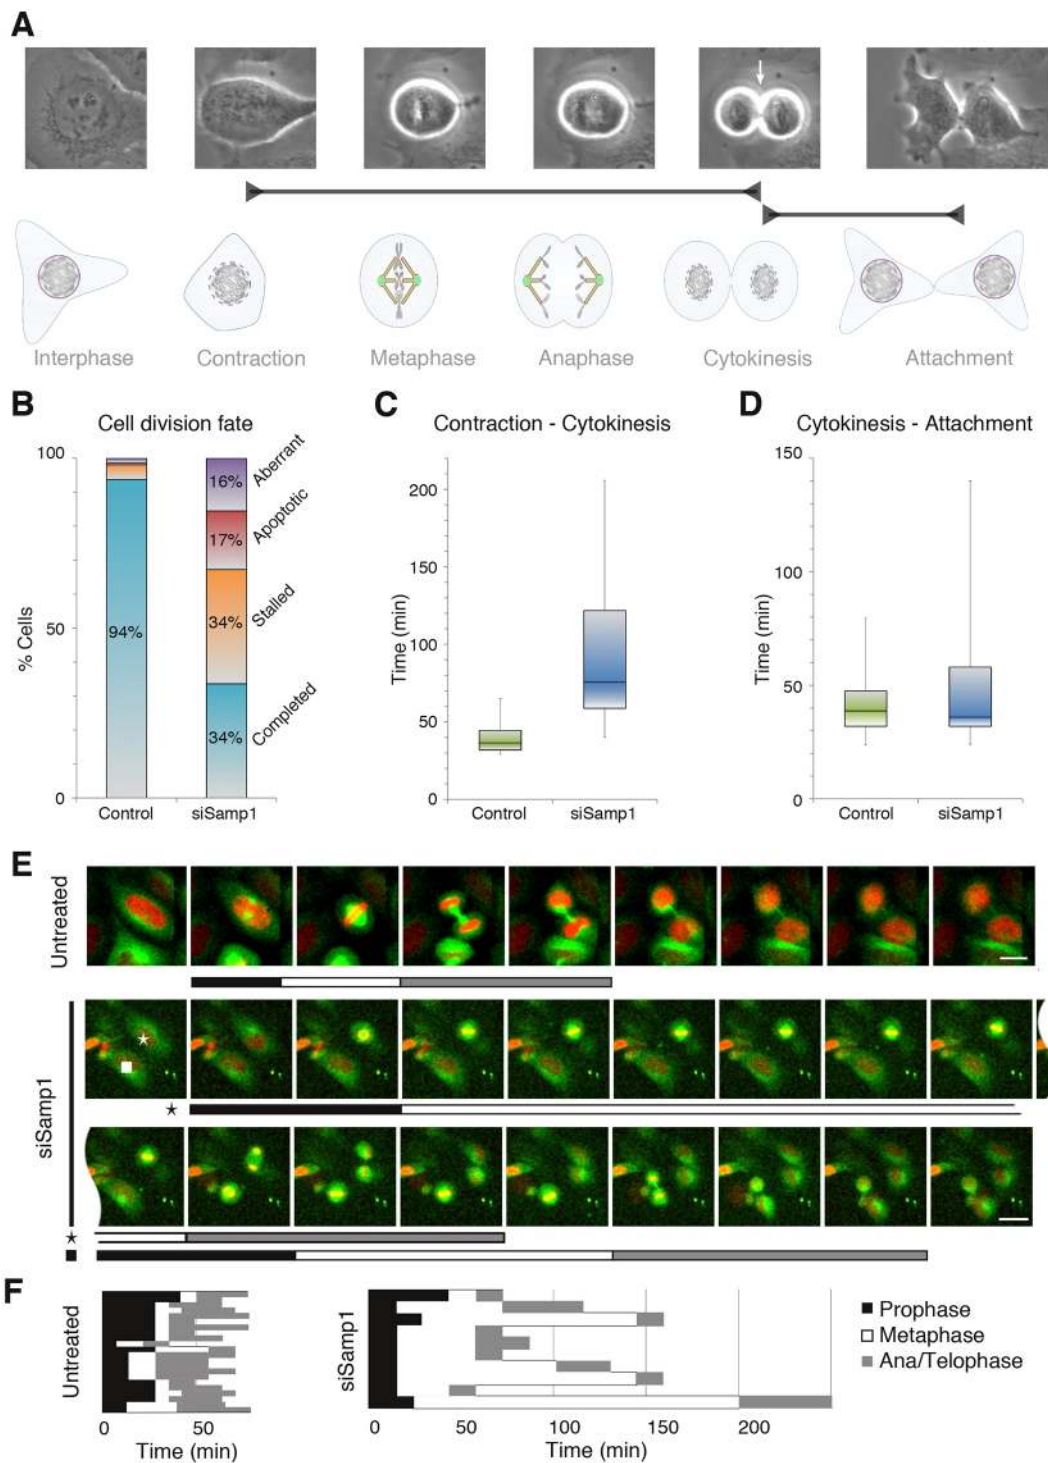 A
Interphase Contraction Metaphase Anaphase Cytokinesis Attachment
B
Cell division fate
% Cells
100
50
0
94%
16%
17%
34%
34%
Aberrant
Apoptotic
Stalled
Completed
Control siSamp1
C
Contraction - Cytokinesis
Time (min)
200
150
100
50
0
Control siSamp1
D
Cytokinesis - Attachment
Time (min)
150
100
50
0
Control siSamp1
E
Untreated
siSamp1
F
Untreated
0 50
Time (min)
siSamp1
0 50 100 150 200
Time (min)
Prophase
Metaphase
Ana/Telophase